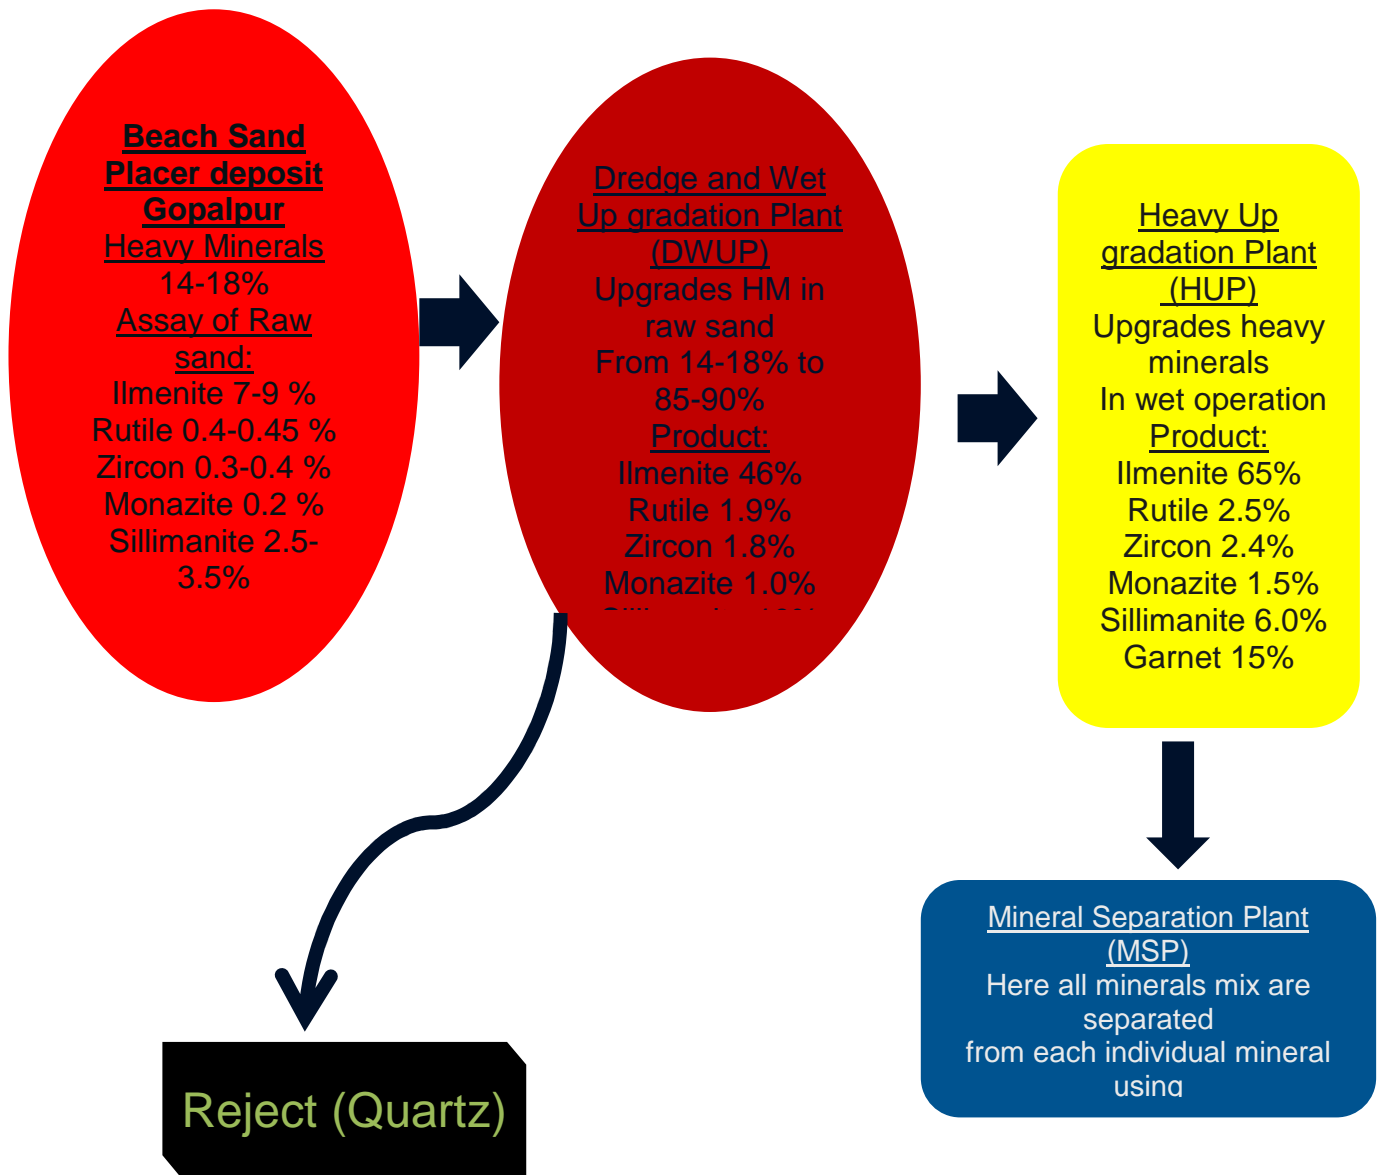 Beach Sand
Placer deposit
Gopalpur
Heavy Minerals
14-18%
Assay of Raw
sand:
Ilmenite 7-9 %
Rutile 0.4-0.45 %
Zircon 0.3-0.4 %
Monazite 0.2 %
Sillimanite 2.5-
3.5%
Dredge and Wet
Up gradation Plant
(DWUP)
Upgrades HM in
raw sand
From 14-18% to
85-90%
Product:
Ilmenite 46%
Rutile 1.9%
Zircon 1.8%
Monazite 1.0%
Heavy Up
gradation Plant
(HUP)
Upgrades heavy
minerals
In wet operation
Product:
Ilmenite 65%
Rutile 2.5%
Zircon 2.4%
Monazite 1.5%
Sillimanite 6.0%
Garnet 15%
Mineral Separation Plant
(MSP)
Here all minerals mix are
separated
from each individual mineral
using
Reject (Quartz)